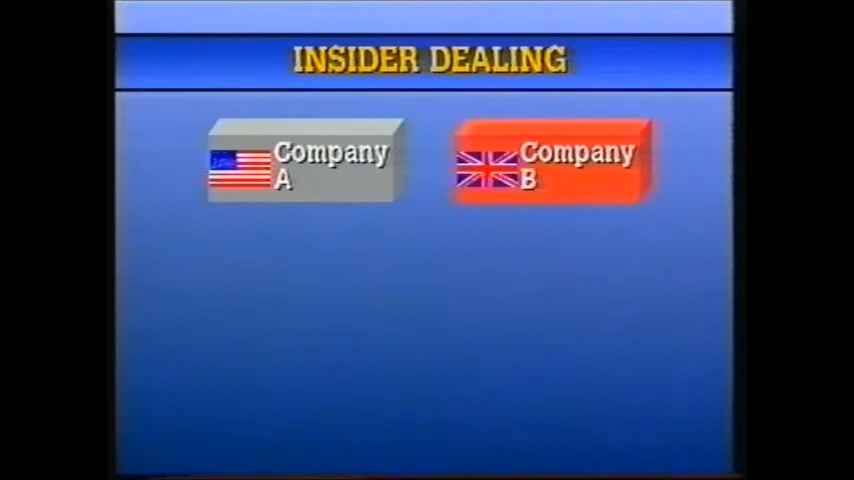 INSIDER DEALING
Company
A
Company
B